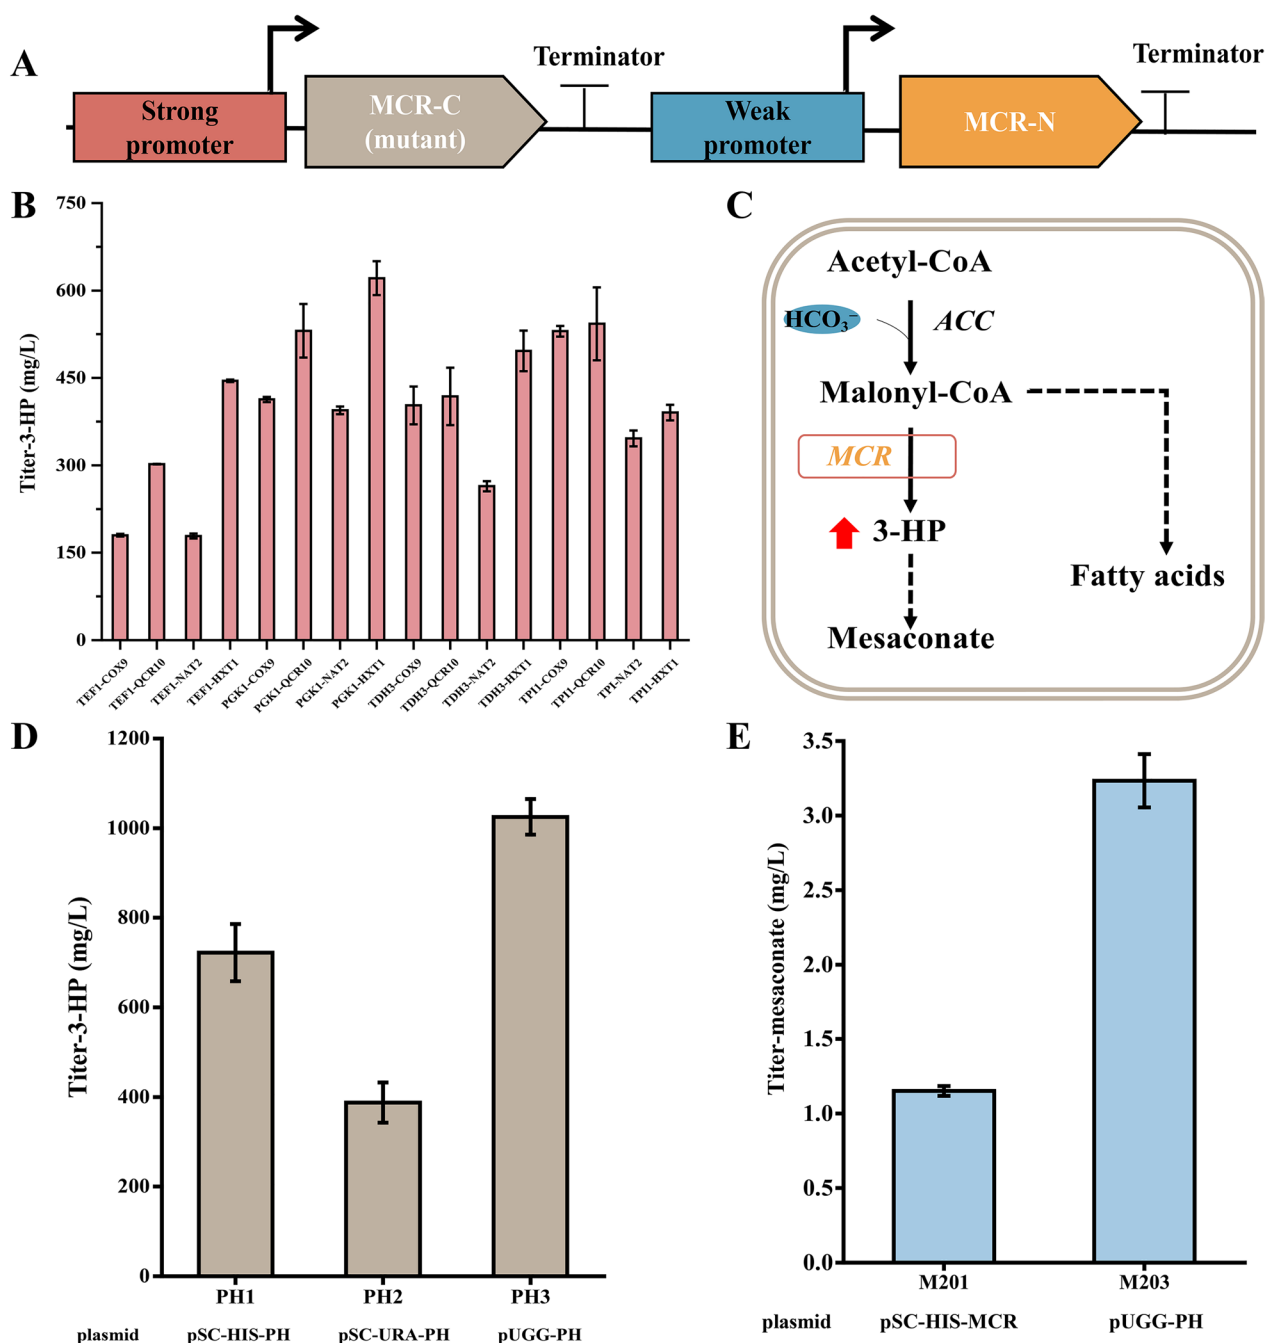 A
Strong
promoter
MCR-C
(mutant)
Terminator
Weak
promoter
MCR-N
Terminator
B
Titer-3-HP (mg/L)
750
600
450
300
150
0
TEF1-COX9
TEF1-QCR10
TEF1-NAT2
TEF1-HXT1
PGK1-COX9
PGK1-QCR10
PGK1-NAT2
PGK1-HXT1
TDH3-COX9
TDH3-QCR10
TDH3-NAT2
TDH3-HXT1
TPI1-COX9
TPI1-QCR10
TPI-NAT2
TPI1-HXT1
C
Acetyl-CoA
HCO₃⁻
ACC
Malonyl-CoA
MCR
3-HP
Fatty acids
Mesaconate
D
Titer-3-HP (mg/L)
1200
1000
800
600
400
200
0
PH1 PH2 PH3
plasmid pSC-HIS-PH pSC-URA-PH pUGG-PH
E
Titer-mesaconate (mg/L)
3.5
3.0
2.5
2.0
1.5
1.0
0.5
0.0
M201 M203
plasmid pSC-HIS-MCR pUGG-PH